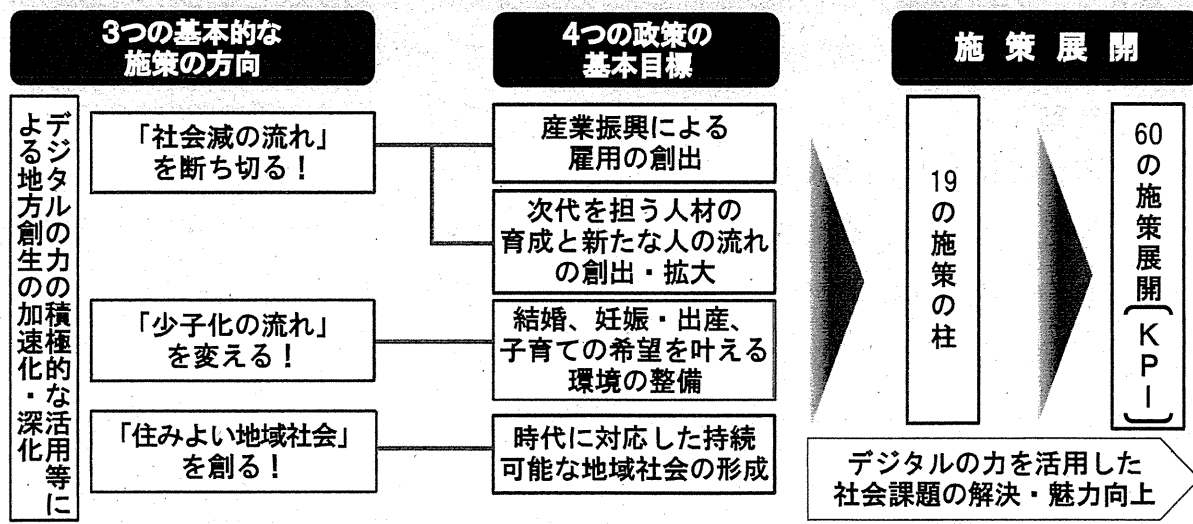 3つの基本的な
施策の方向
4つの政策の
基本目標
施策展開
デジタルの力の積極的な活用等に
よる地方創生の加速化・深化
「社会減の流れ」
を断ち切る!
「少子化の流れ」
を変える!
「住みよい地域社会」
を創る!
産業振興による
雇用の創出
次代を担う人材の
育成と新たな人の流れ
の創出・拡大
結婚、妊娠・出産、
子育ての希望を叶える
環境の整備
時代に対応した持続
可能な地域社会の形成
19の施策の柱
60の施策展開
(KPI)
デジタルの力を活用した
社会課題の解決・魅力向上